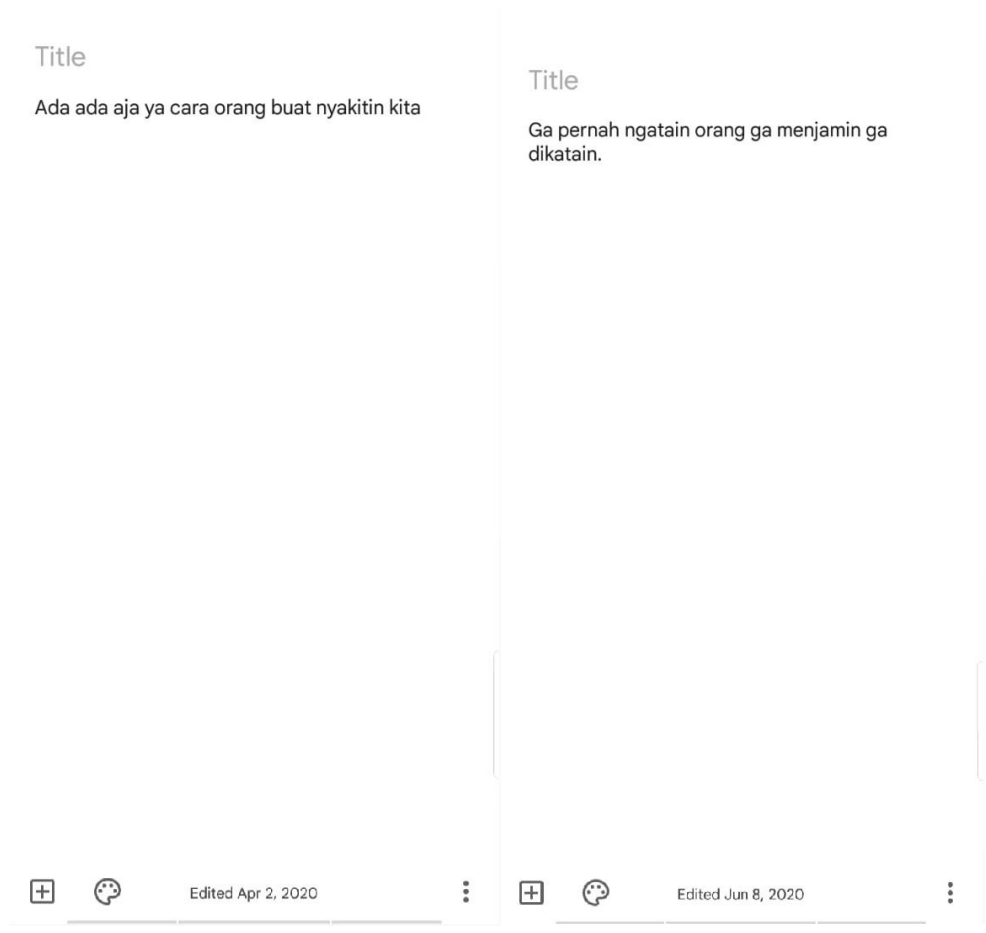 Title
Ada ada aja ya cara orang buat nyakitin kita
Edited Apr 2, 2020
Title
Ga pernah ngatain orang ga menjamin ga
dikatain.
Edited Jun 8, 2020